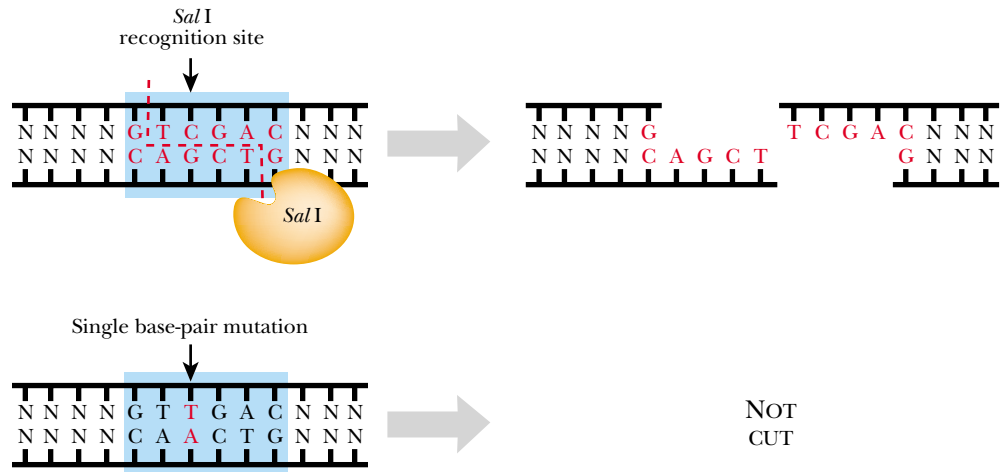 Sal I
recognition site
N N N N G T C G A C N N N
N N N N C A G C T G N N N
Sal I
N N N N G
N N N N C A G C T
T C G A C N N N
G N N N
Single base-pair mutation
N N N N G T T G A C N N N
N N N N C A A C T G N N N
NOT
CUT